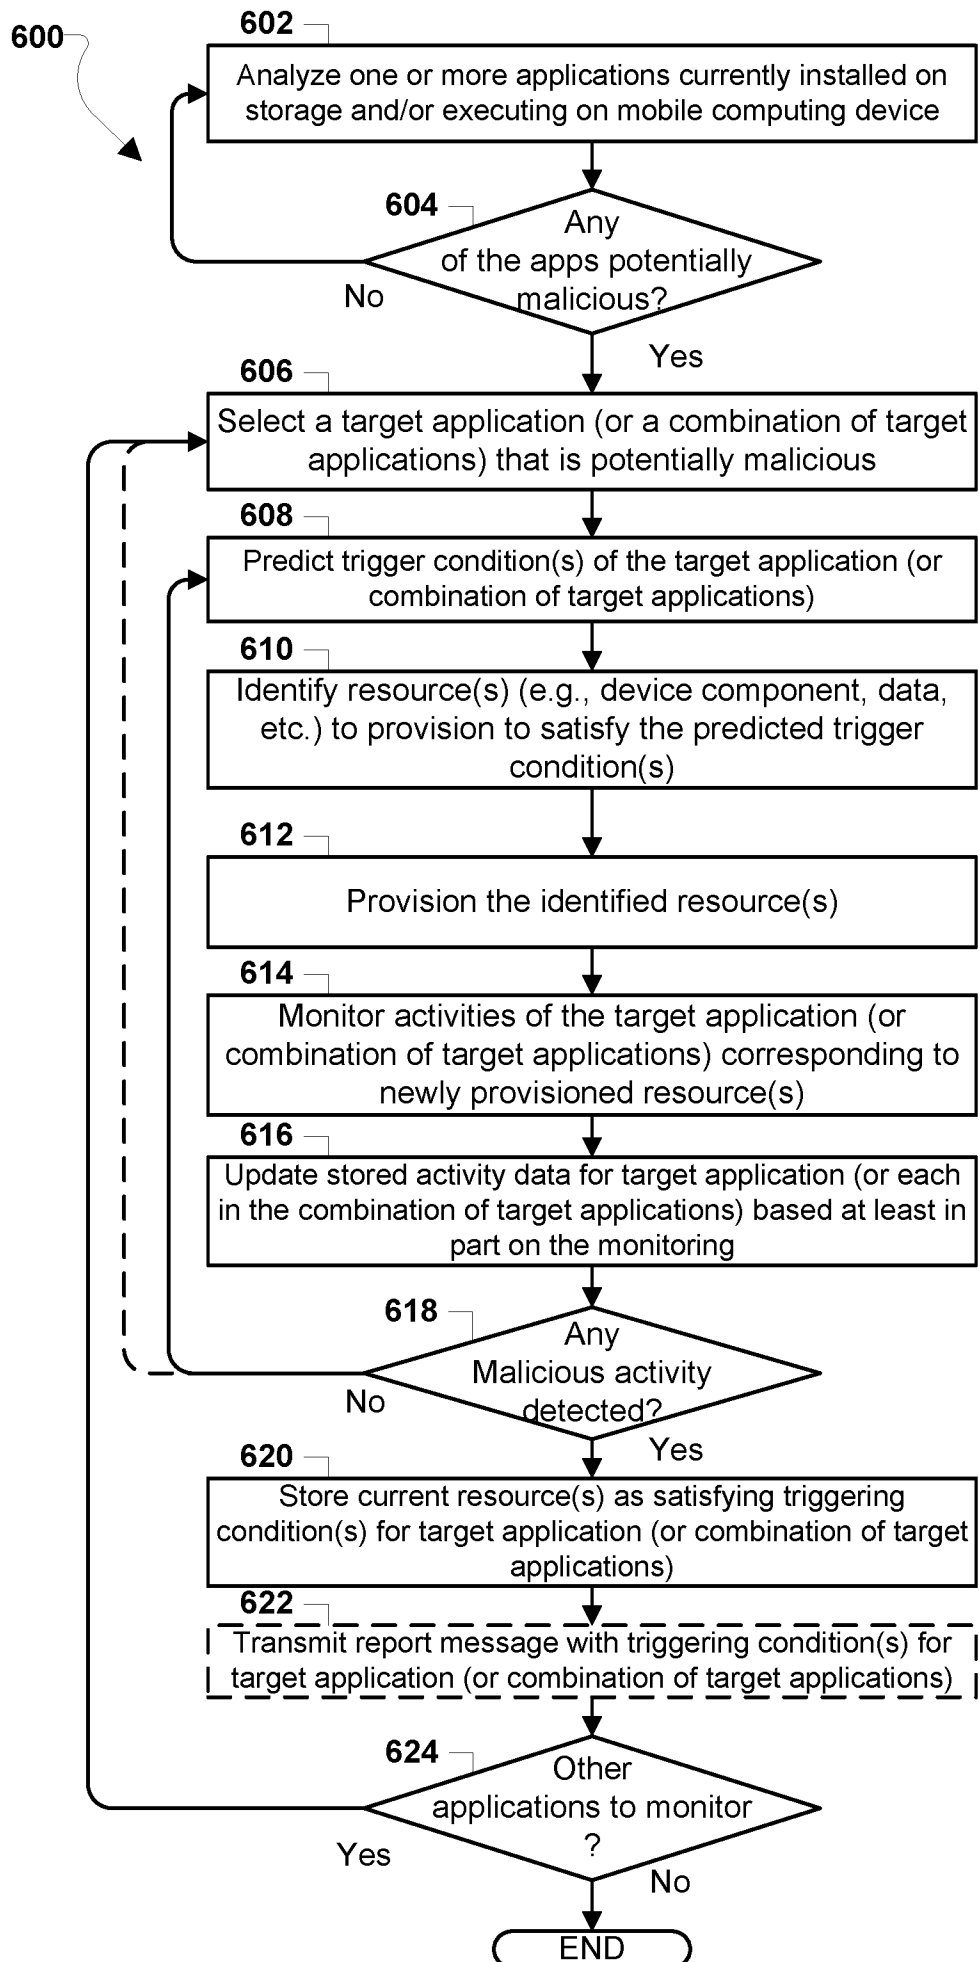 600
602
Analyze one or more applications currently installed on
storage and/or executing on mobile computing device
604
Any
of the apps potentially
malicious?
No
Yes
606
Select a target application (or a combination of target
applications) that is potentially malicious
608
Predict trigger condition(s) of the target application (or
combination of target applications)
610
Identify resource(s) (e.g., device component, data,
etc.) to provision to satisfy the predicted trigger
condition(s)
612
Provision the identified resource(s)
614
Monitor activities of the target application (or
combination of target applications) corresponding to
newly provisioned resource(s)
616
Update stored activity data for target application (or each
in the combination of target applications) based at least in
part on the monitoring
618
Any
Malicious activity
detected?
No
Yes
620
Store current resource(s) as satisfying triggering
condition(s) for target application (or combination of target
applications)
622
Transmit report message with triggering condition(s) for
target application (or combination of target applications)
624
Other
applications to monitor
?
Yes
No
END